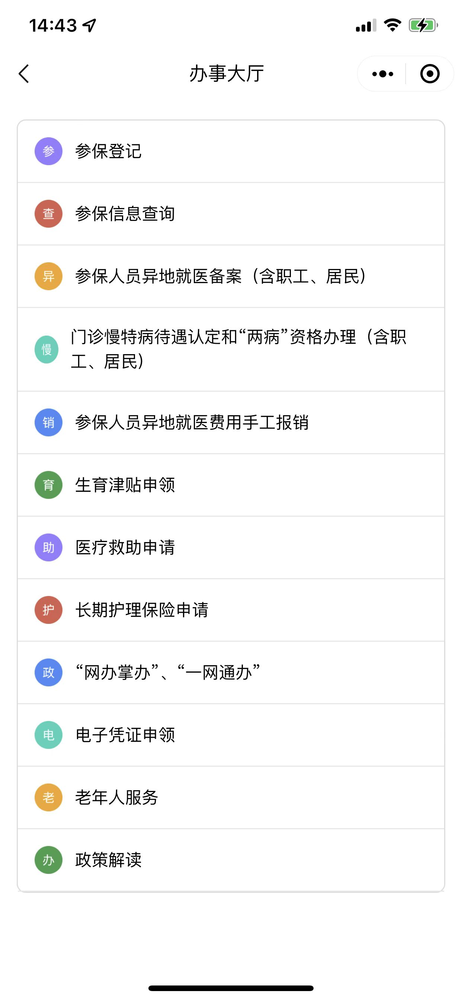 14:43
办事大厅
参 参保登记
查 参保信息查询
异 参保人员异地就医备案（含职工、居民）
慢 门诊慢特病待遇认定和“两病”资格办理（含职
工、居民）
销 参保人员异地就医费用手工报销
育 生育津贴申领
助 医疗救助申请
护 长期护理保险申请
政 “网办掌办”、“一网通办”
电 电子凭证申领
老 老年人服务
办 政策解读